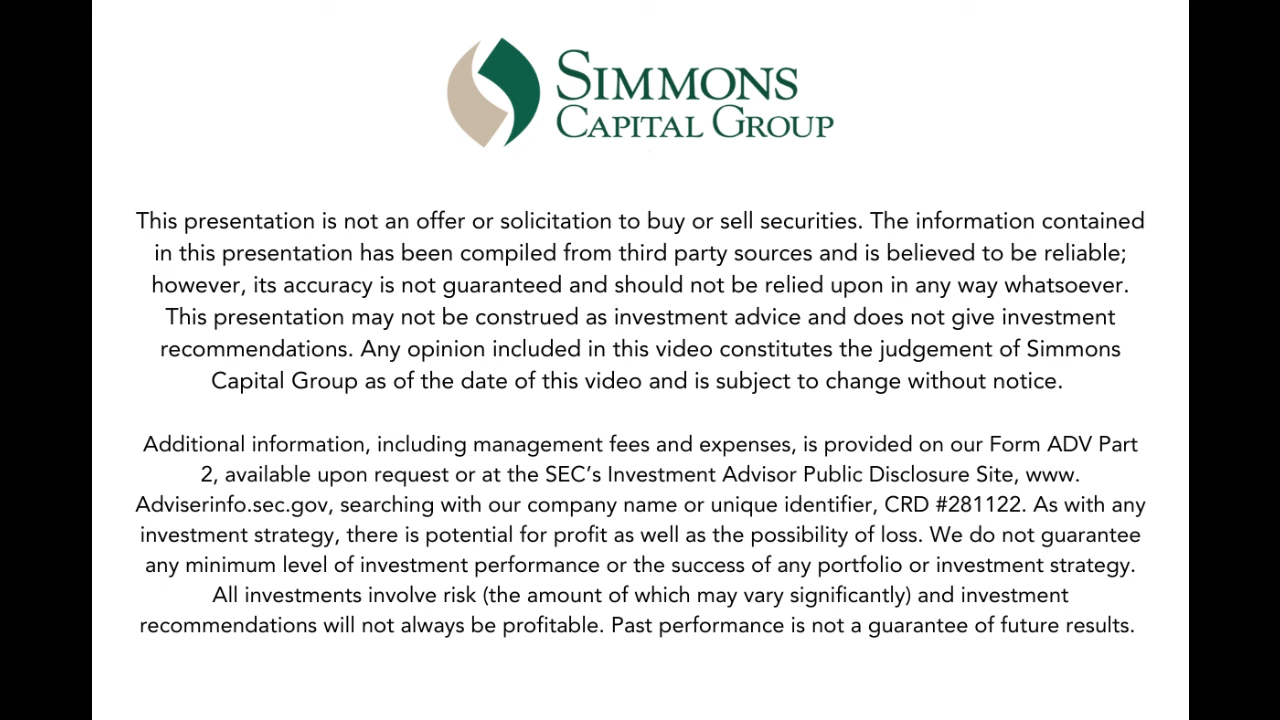 SIMMONS
CAPITAL GROUP
This presentation is not an offer or solicitation to buy or sell securities. The information contained
in this presentation has been compiled from third party sources and is believed to be reliable;
however, its accuracy is not guaranteed and should not be relied upon in any way whatsoever.
This presentation may not be construed as investment advice and does not give investment
recommendations. Any opinion included in this video constitutes the judgement of Simmons
Capital Group as of the date of this video and is subject to change without notice.
Additional information, including management fees and expenses, is provided on our Form ADV Part
2, available upon request or at the SEC’s Investment Advisor Public Disclosure Site, www.
Adviserinfo.sec.gov, searching with our company name or unique identifier, CRD #281122. As with any
investment strategy, there is potential for profit as well as the possibility of loss. We do not guarantee
any minimum level of investment performance or the success of any portfolio or investment strategy.
All investments involve risk (the amount of which may vary significantly) and investment
recommendations will not always be profitable. Past performance is not a guarantee of future results.